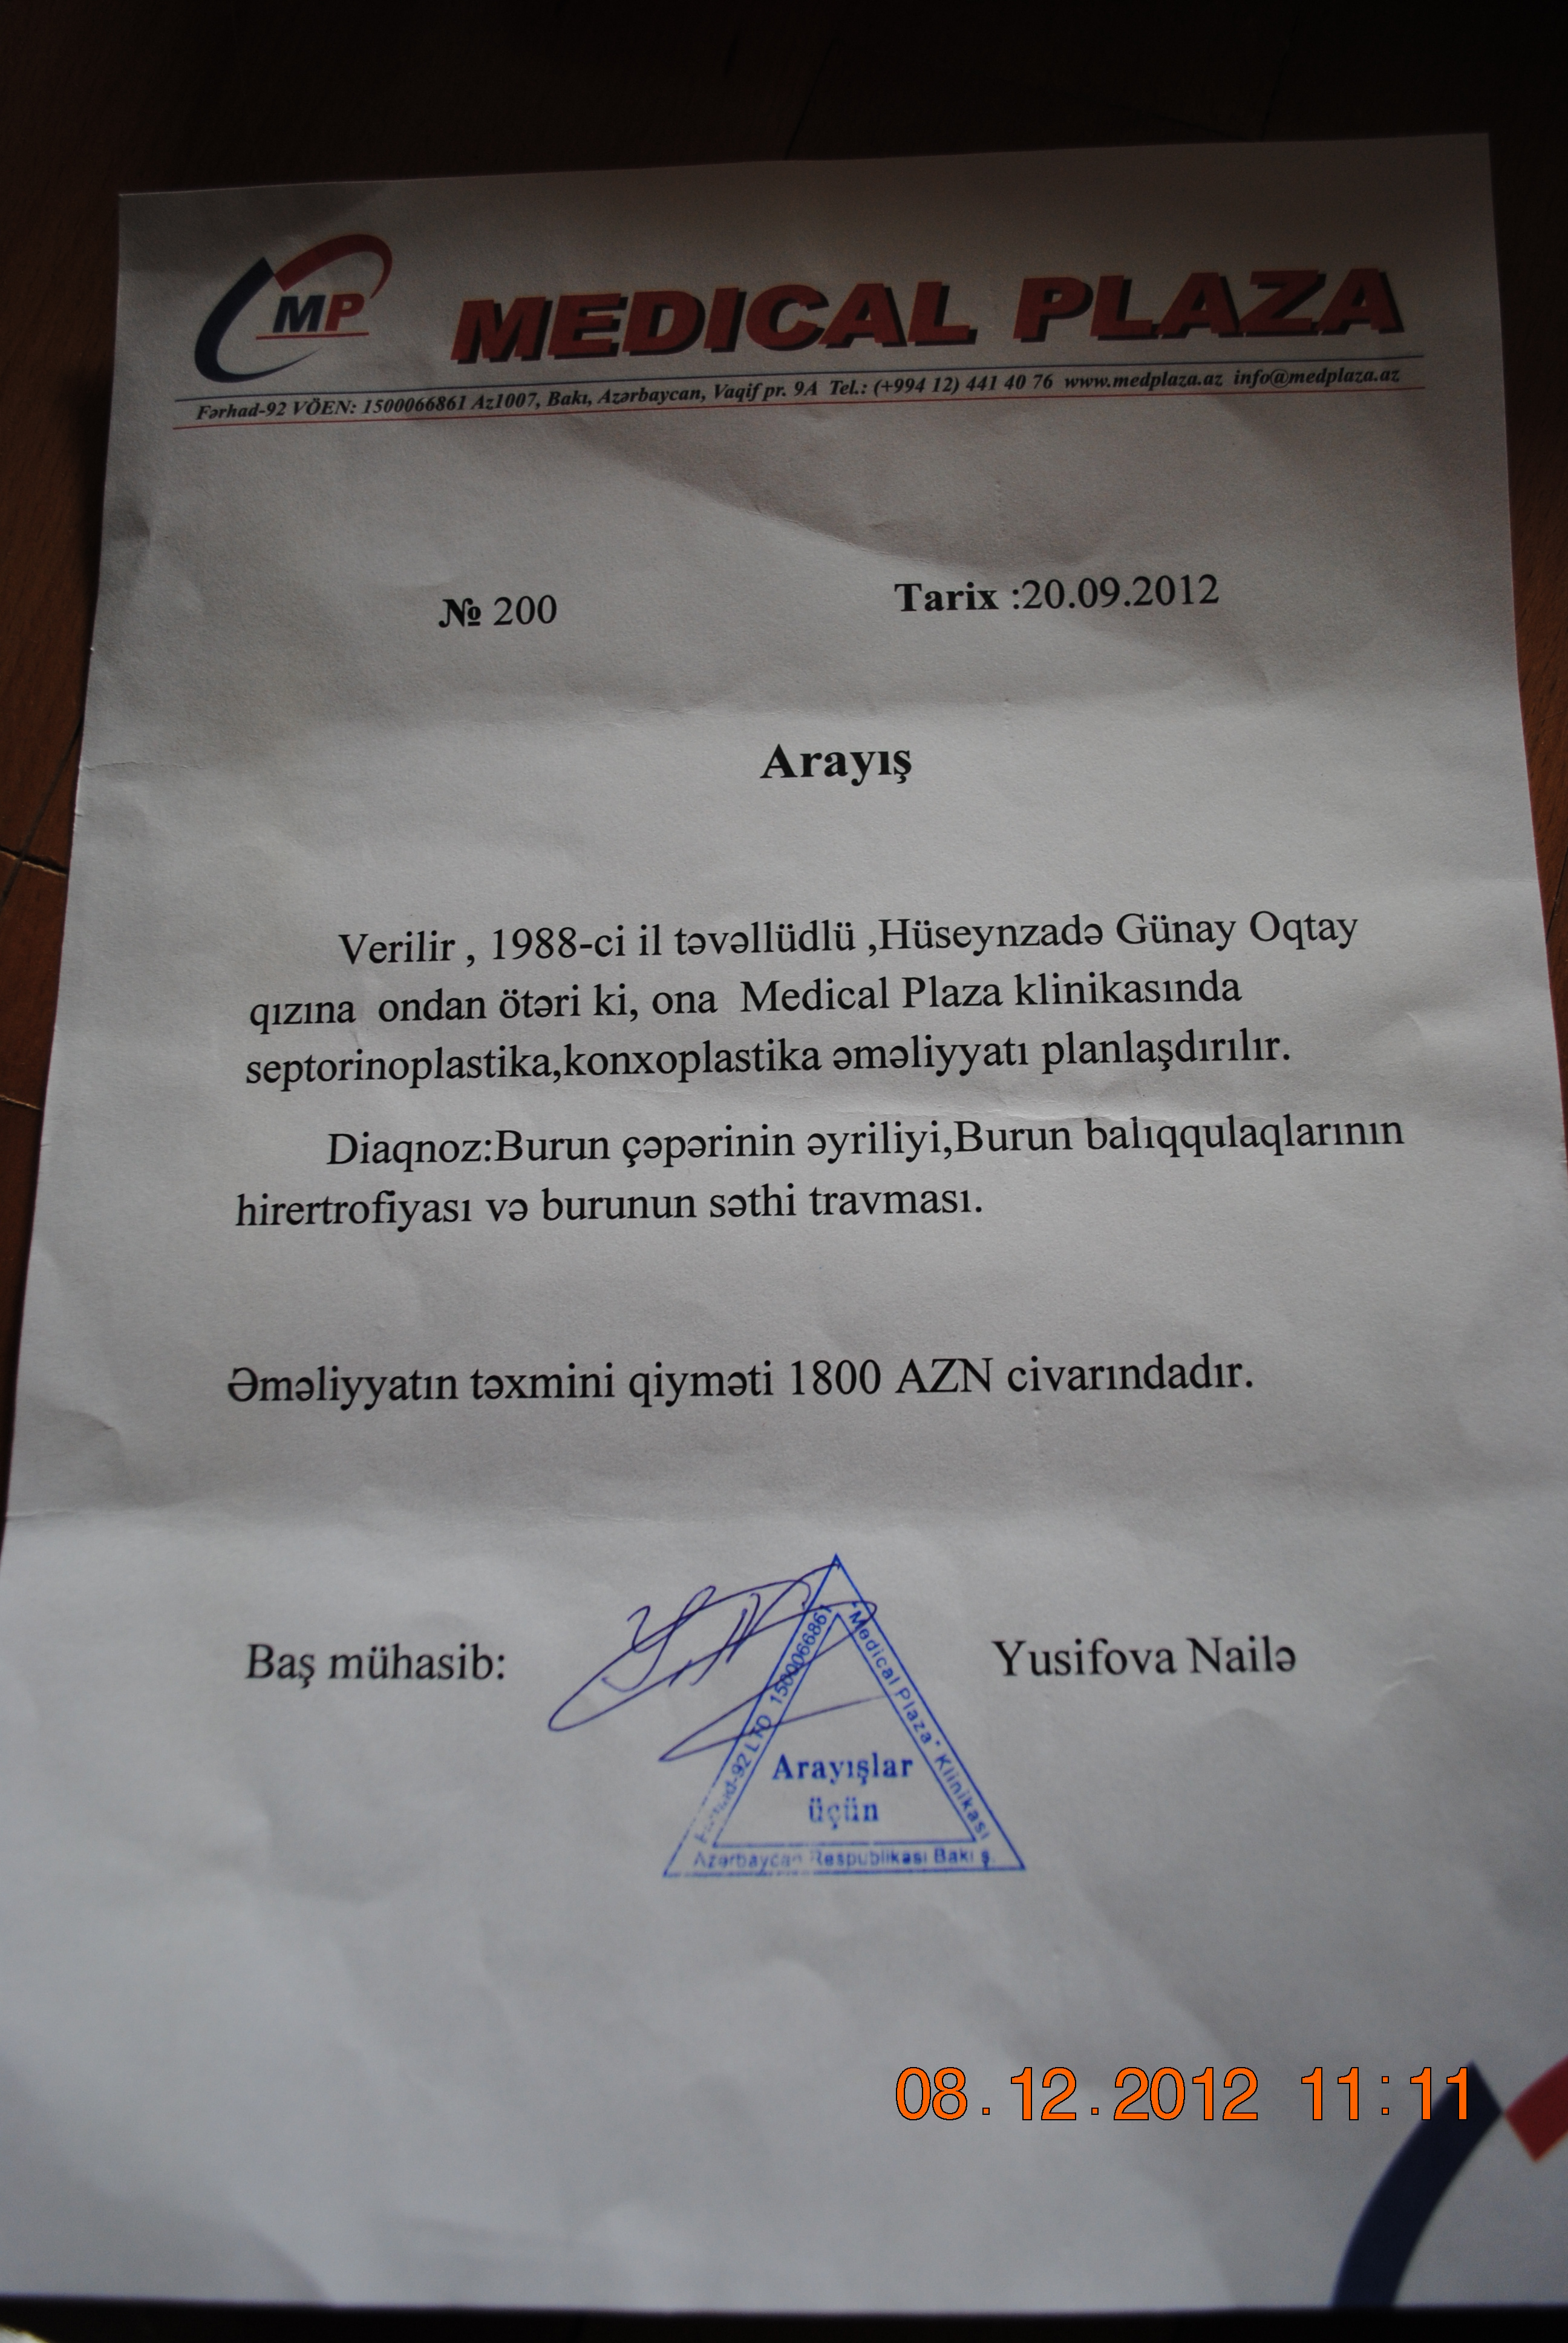 MP
MEDICAL PLAZA
Fərhad-92 VÖEN: 1500066861 Az1007, Bakı, Azərbaycan, Vaqif pr. 9A Tel.: (+994 12) 441 40 76 www.medplaza.az info@medplaza.az
№ 200
Tarix :20.09.2012
Arayış
Verilir , 1988-ci il təvəllüdlü ,Hüseynzadə Günay Oqtay
qızına ondan ötəri ki, ona Medical Plaza klinikasında
septorinoplastika,konxoplastika əməliyyatı planlaşdırılır.
Diaqnoz:Burun çəpərinin əyriliyi,Burun balıqqulaqlarının
hirertrofiyası və burunun səthi travması.
Əməliyyatın təxmini qiyməti 1800 AZN civarındadır.
Baş mühasib:
Yusifova Nailə
-92 LTD 1500066861
"Medical Plaza" Klinikası
Arayışlar
üçün
Azərbaycan Respublikası Bakı ş.
08.12.2012 11:11